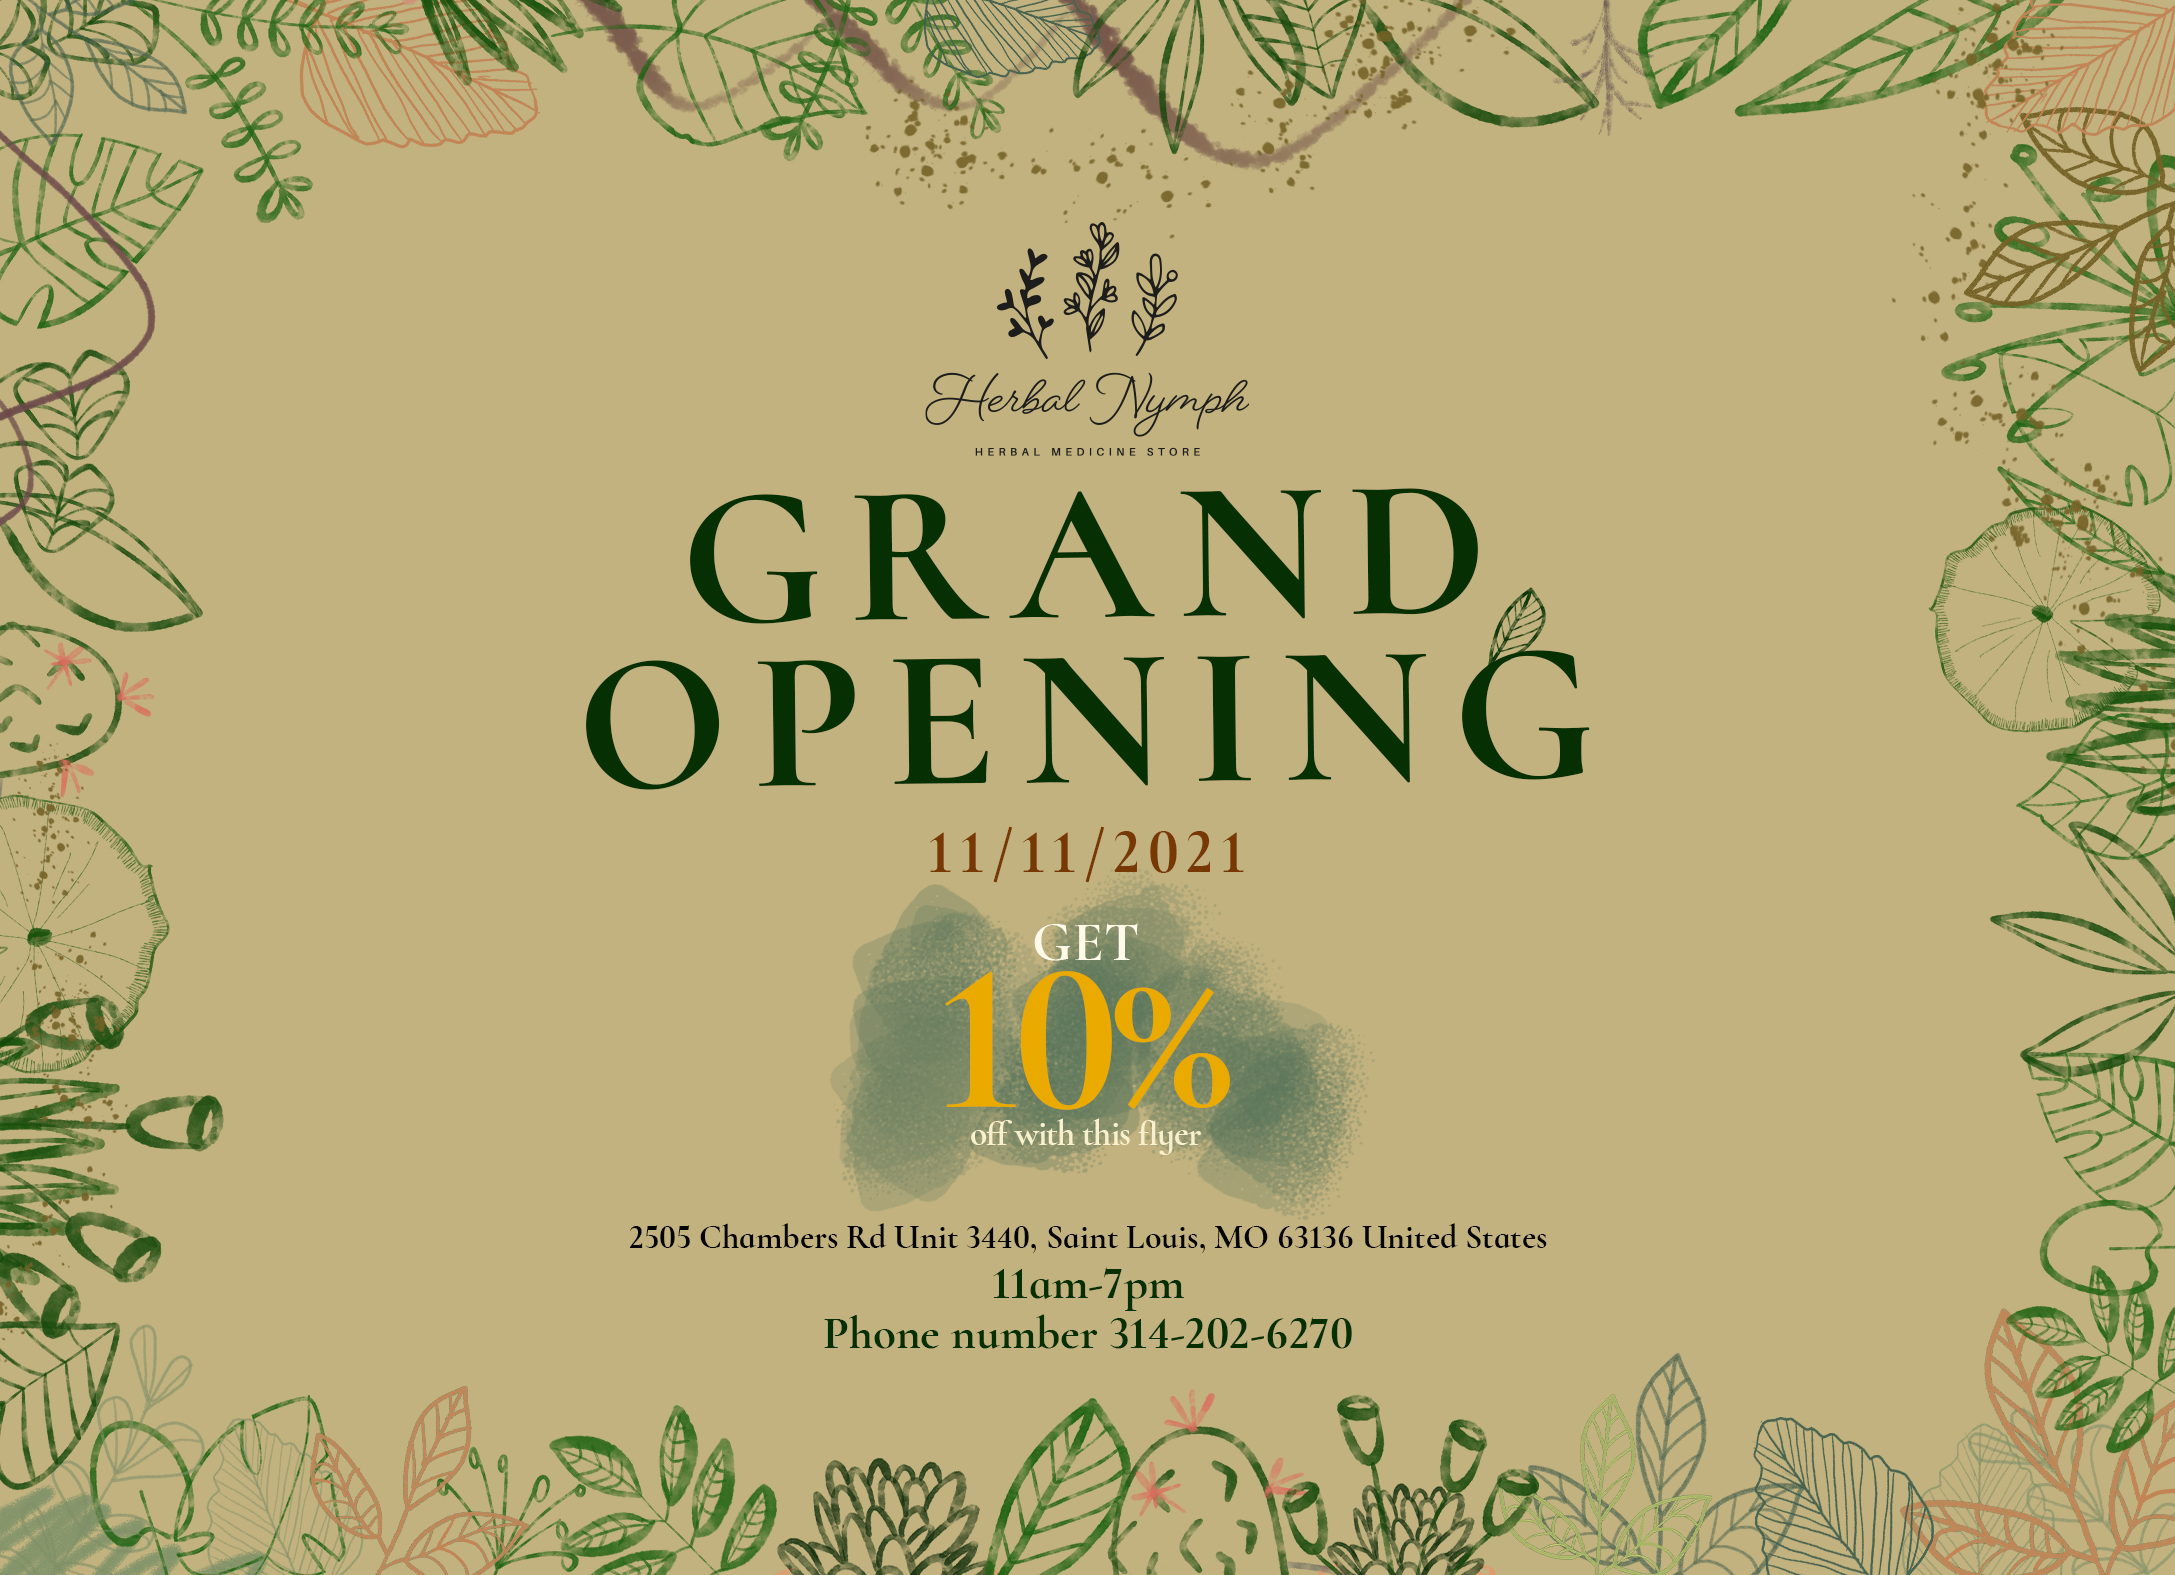 Herbal Nymph
HERBAL MEDICINE STORE
GRAND
OPENING
11/11/2021
GET
10%
off with this flyer
2505 Chambers Rd Unit 3440, Saint Louis, MO 63136 United States
11am-7pm
Phone number 314-202-6270